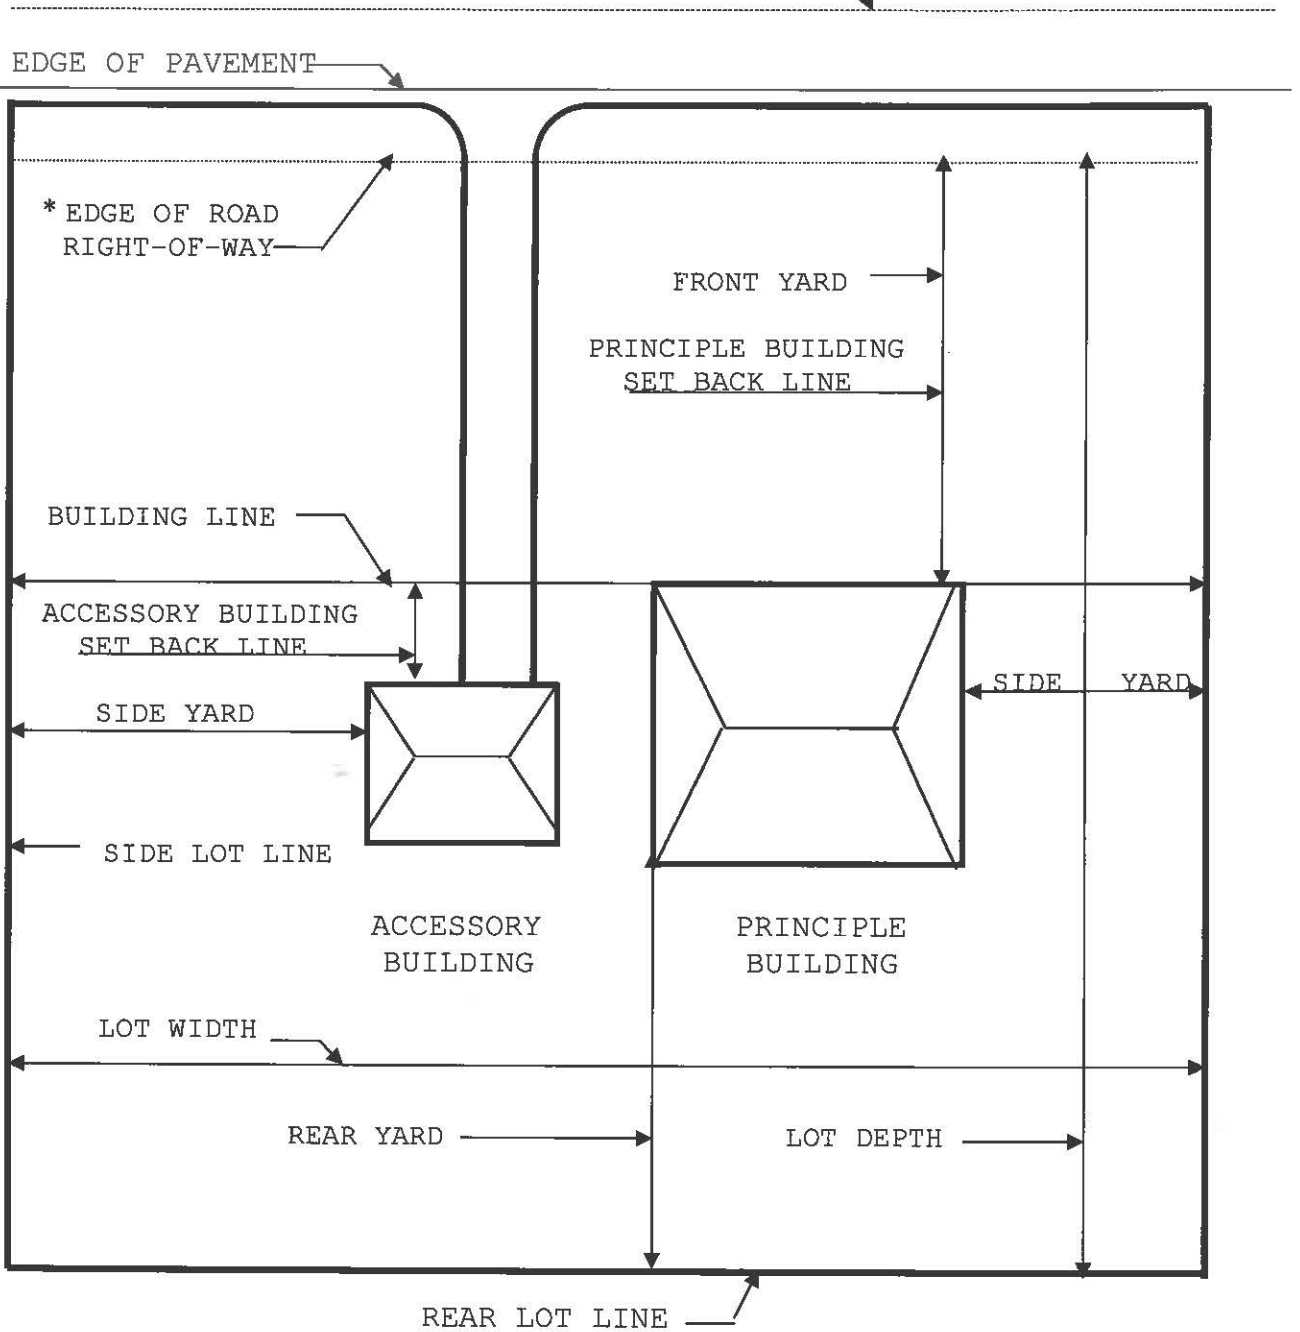 EDGE OF PAVEMENT
* EDGE OF ROAD
RIGHT-OF-WAY
FRONT YARD
PRINCIPLE BUILDING
SET BACK LINE
BUILDING LINE
ACCESSORY BUILDING
SET BACK LINE
SIDE YARD
SIDE YARD
SIDE LOT LINE
ACCESSORY
BUILDING
PRINCIPLE
BUILDING
LOT WIDTH
REAR YARD
LOT DEPTH
REAR LOT LINE